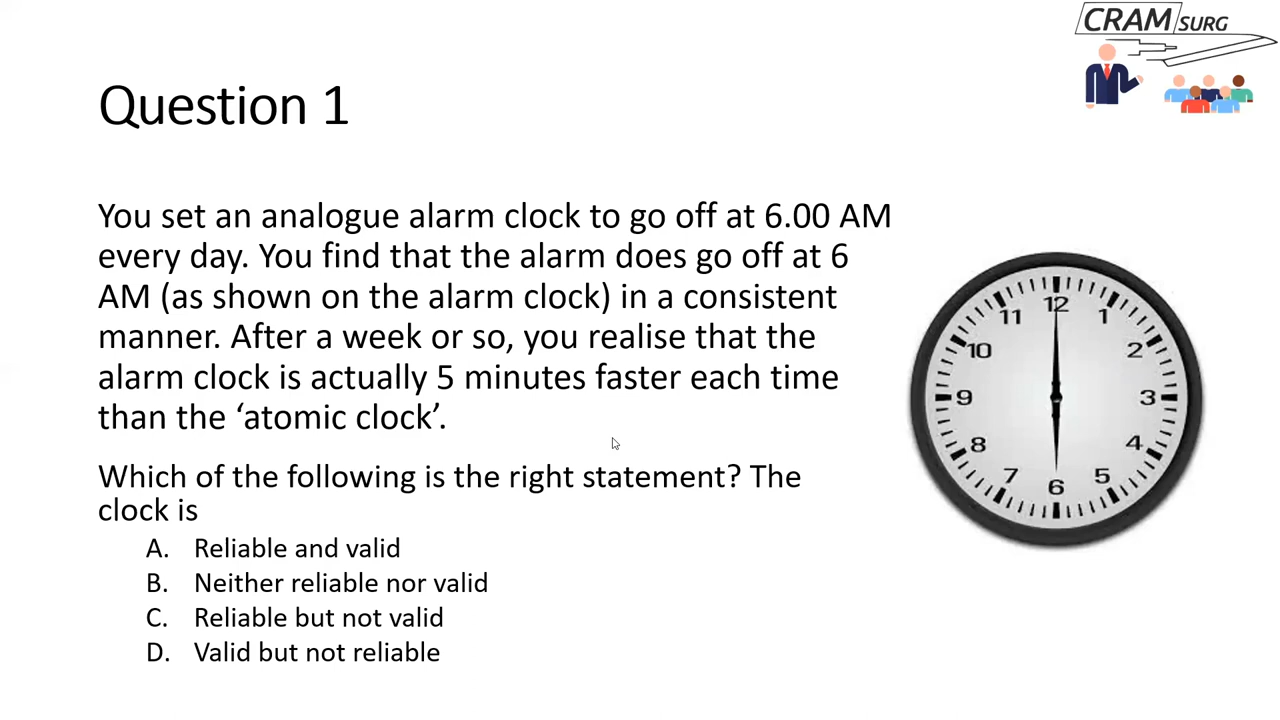 CRAM SURG
Question 1
You set an analogue alarm clock to go off at 6.00 AM
every day. You find that the alarm does go off at 6
AM (as shown on the alarm clock) in a consistent
manner. After a week or so, you realise that the
alarm clock is actually 5 minutes faster each time
than the ‘atomic clock’.
Which of the following is the right statement? The
clock is
A. Reliable and valid
B. Neither reliable nor valid
C. Reliable but not valid
D. Valid but not reliable
12
1
2
3
4
5
6
7
8
9
10
11